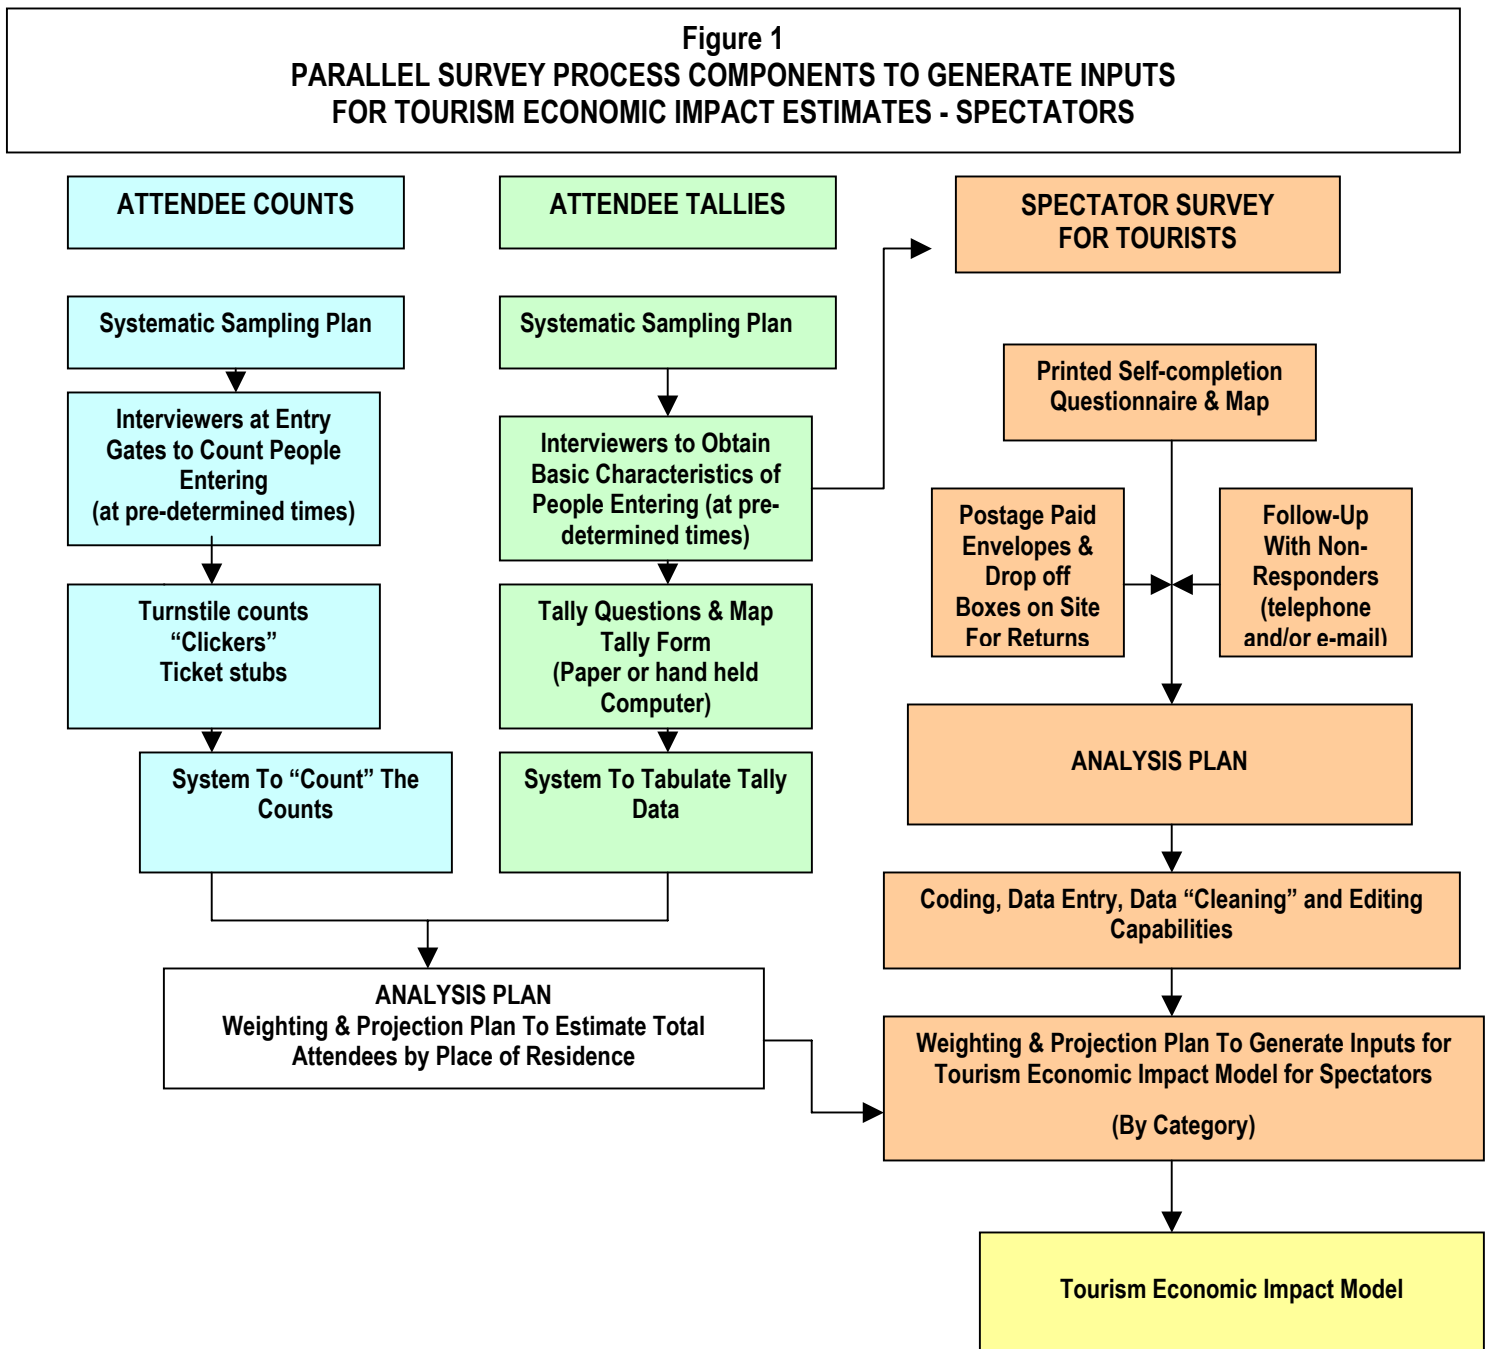 Figure 1
PARALLEL SURVEY PROCESS COMPONENTS TO GENERATE INPUTS
FOR TOURISM ECONOMIC IMPACT ESTIMATES - SPECTATORS
ATTENDEE COUNTS
Systematic Sampling Plan
Interviewers at Entry
Gates to Count People
Entering
(at pre-determined times)
Turnstile counts
“Clickers”
Ticket stubs
System To “Count” The
Counts
ATTENDEE TALLIES
Systematic Sampling Plan
Interviewers to Obtain
Basic Characteristics of
People Entering (at pre-
determined times)
Tally Questions & Map
Tally Form
(Paper or hand held
Computer)
System To Tabulate Tally
Data
ANALYSIS PLAN
Weighting & Projection Plan To Estimate Total
Attendees by Place of Residence
SPECTATOR SURVEY
FOR TOURISTS
Printed Self-completion
Questionnaire & Map
Postage Paid
Envelopes &
Drop off
Boxes on Site
For Returns
Follow-Up
With Non-
Responders
(telephone
and/or e-mail)
ANALYSIS PLAN
Coding, Data Entry, Data “Cleaning” and Editing
Capabilities
Weighting & Projection Plan To Generate Inputs for
Tourism Economic Impact Model for Spectators
(By Category)
Tourism Economic Impact Model